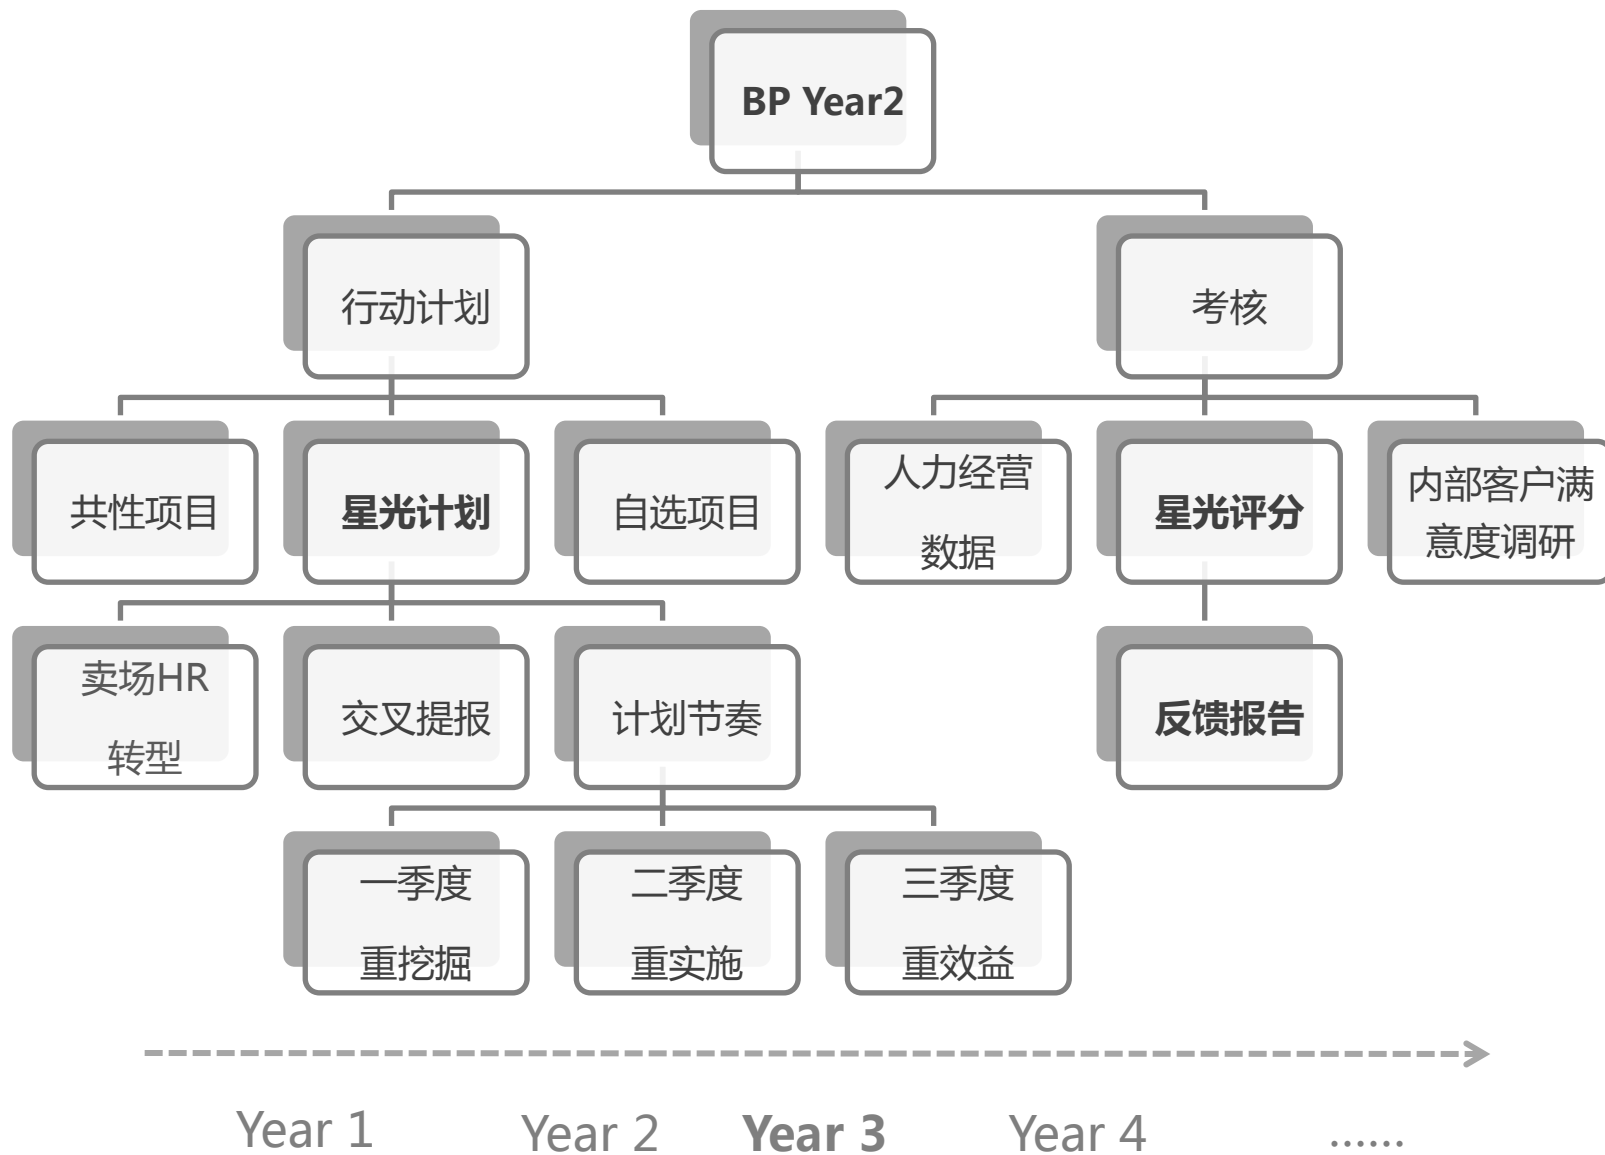 BP Year2
行动计划
考核
共性项目
星光计划
自选项目
人力经营
数据
星光评分
内部客户满
意度调研
卖场HR
转型
交叉提报
计划节奏
反馈报告
一季度
重挖掘
二季度
重实施
三季度
重效益
Year 1
Year 2
Year 3
Year 4
......